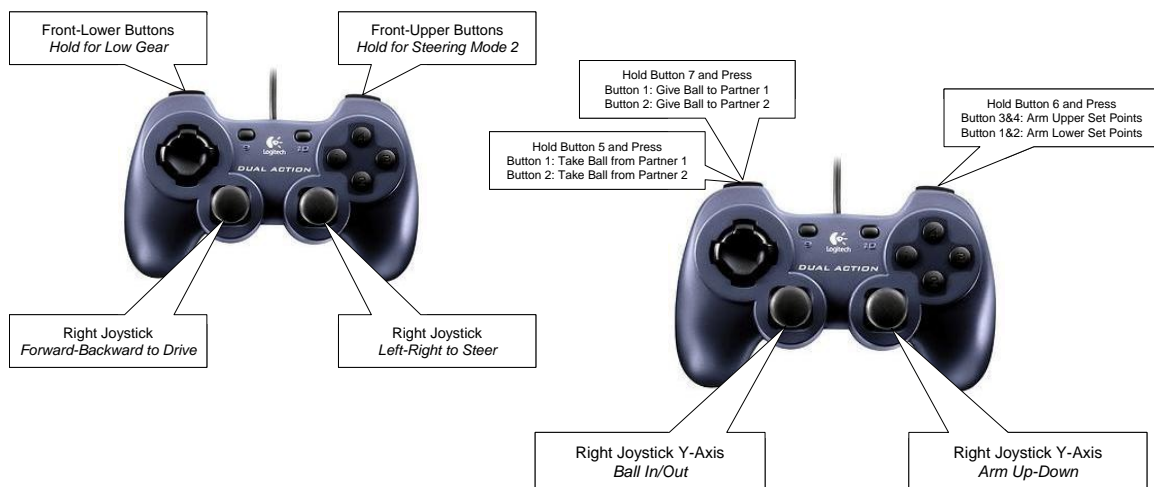 Front-Lower Buttons
Hold for Low Gear
Front-Upper Buttons
Hold for Steering Mode 2
Logitech
DUAL ACTION
Right Joystick
Forward-Backward to Drive
Right Joystick
Left-Right to Steer
Hold Button 7 and Press
Button 1: Give Ball to Partner 1
Button 2: Give Ball to Partner 2
Hold Button 5 and Press
Button 1: Take Ball from Partner 1
Button 2: Take Ball from Partner 2
Hold Button 6 and Press
Button 3&4: Arm Upper Set Points
Button 1&2: Arm Lower Set Points
Logitech
DUAL ACTION
Right Joystick Y-Axis
Ball In/Out
Right Joystick Y-Axis
Arm Up-Down